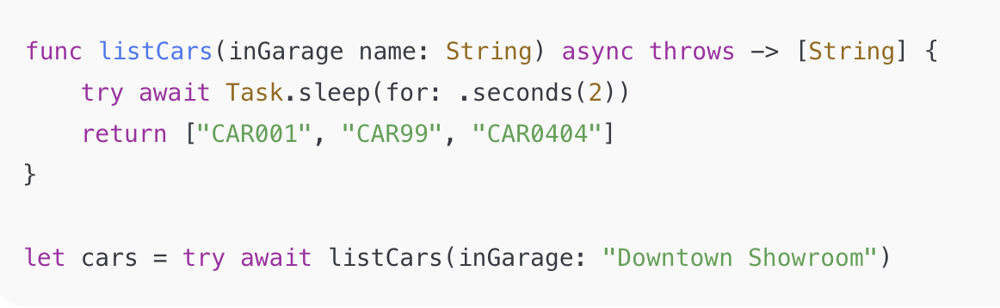 func listCars(inGarage name: String) async throws -> [String] {
    try await Task.sleep(for: .seconds(2))
    return ["CAR001", "CAR99", "CAR0404"]
}

let cars = try await listCars(inGarage: "Downtown Showroom")